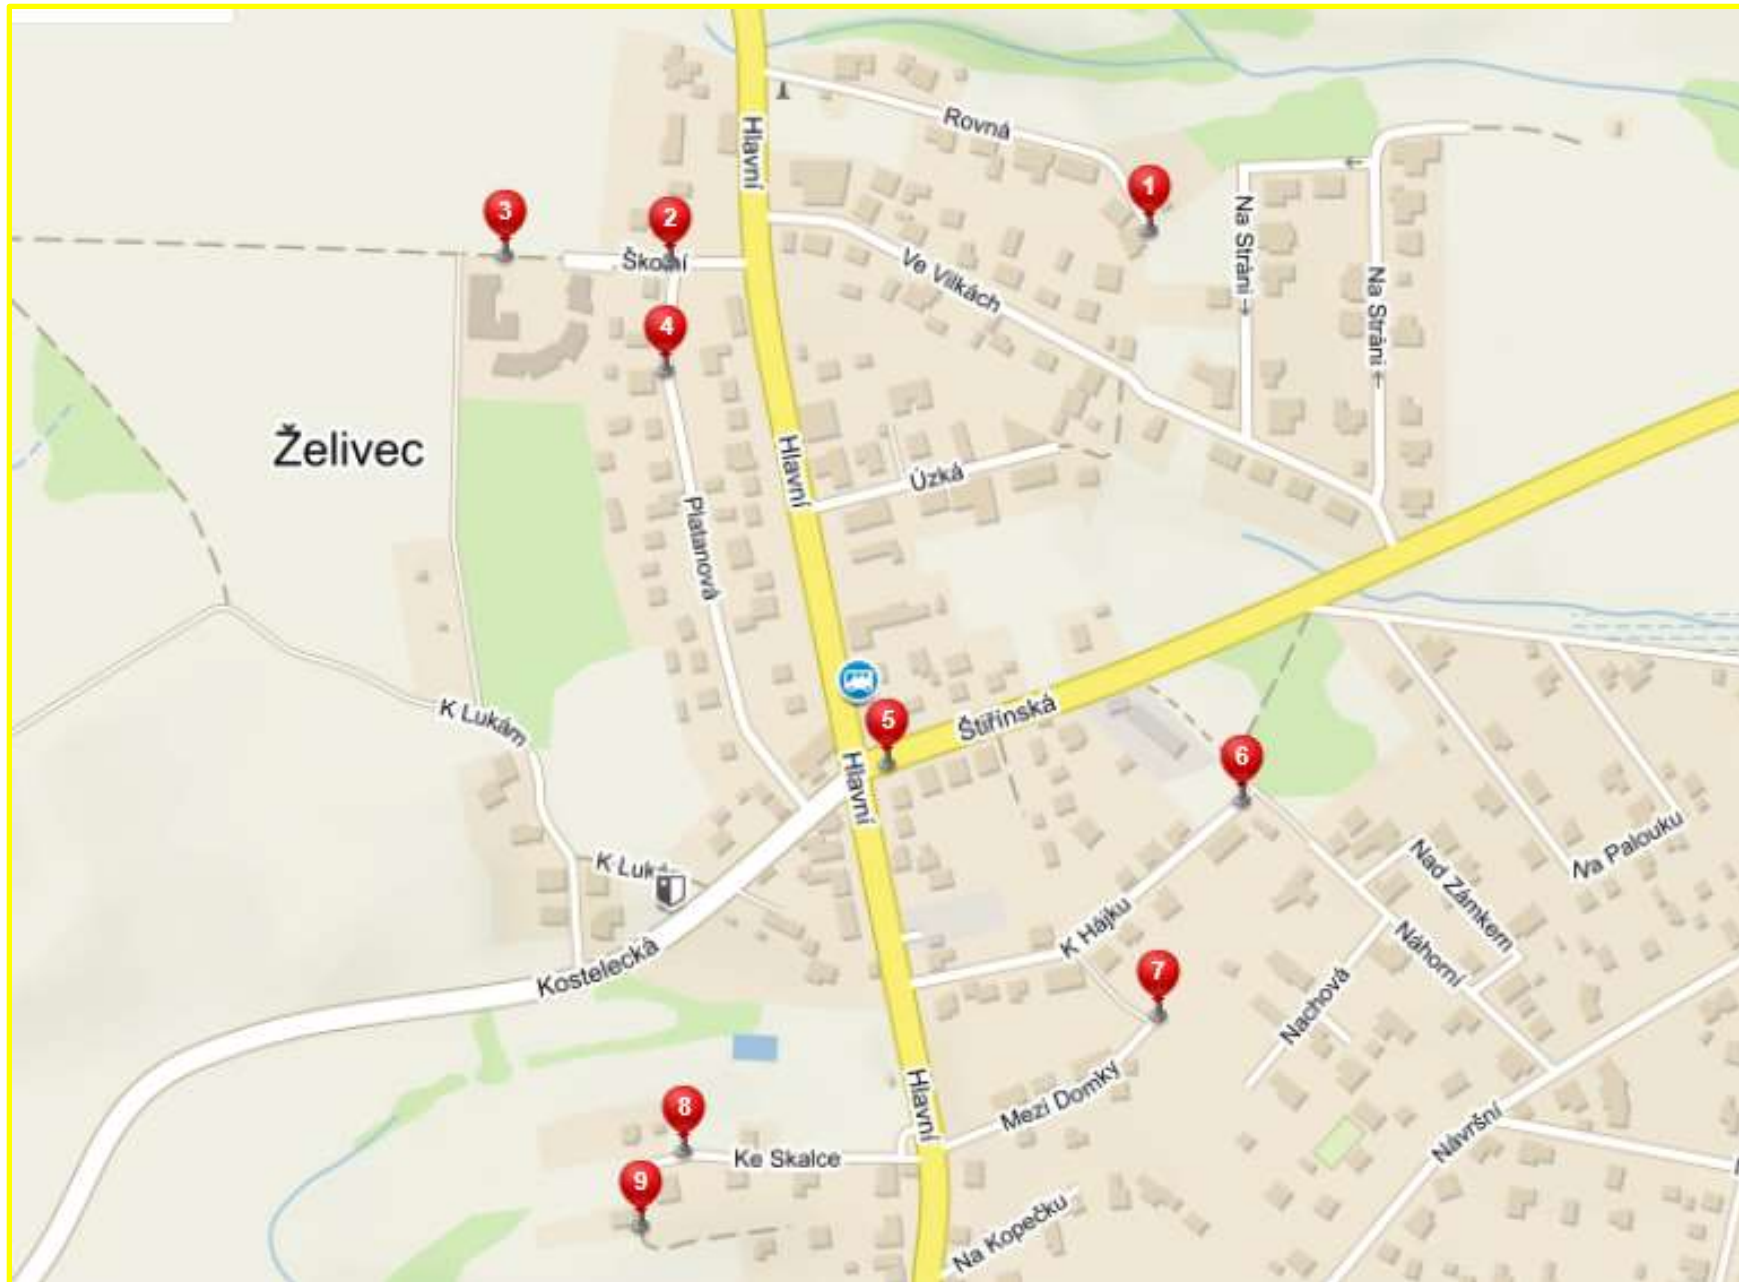 Hlavní
Rovná
1
3
2
Školní
Na Stráni
Na Stráni
Ve Vilkách
4
Želivec
Hlavní
Úzká
Platanová
K Lukám
5
Štiřínská
6
Hlavní
K Luká
Na Palouku
Nad Zámkem
K Hájku
Náhorní
Kostelecká
7
Nachová
Hlavní
Mezi Domky
8
Ke Skalce
Návršní
9
Na Kopečku